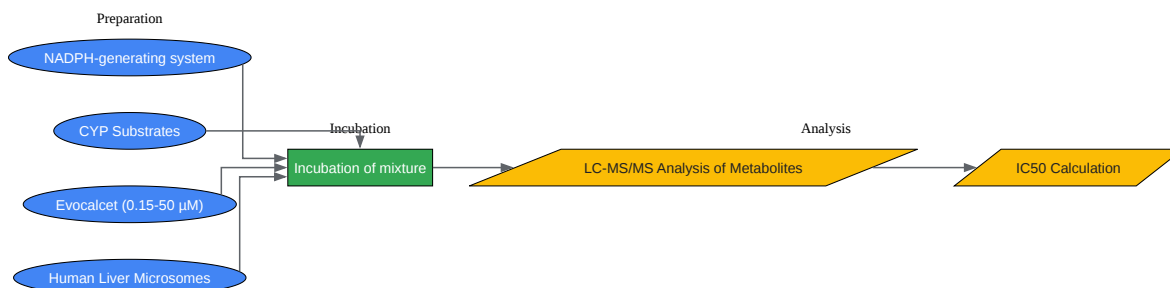 Preparation
NADPH-generating system
CYP Substrates
Incubation
Analysis
Incubation of mixture
LC-MS/MS Analysis of Metabolites
IC50 Calculation
Evocalcet (0.15-50 µM)
Human Liver Microsomes